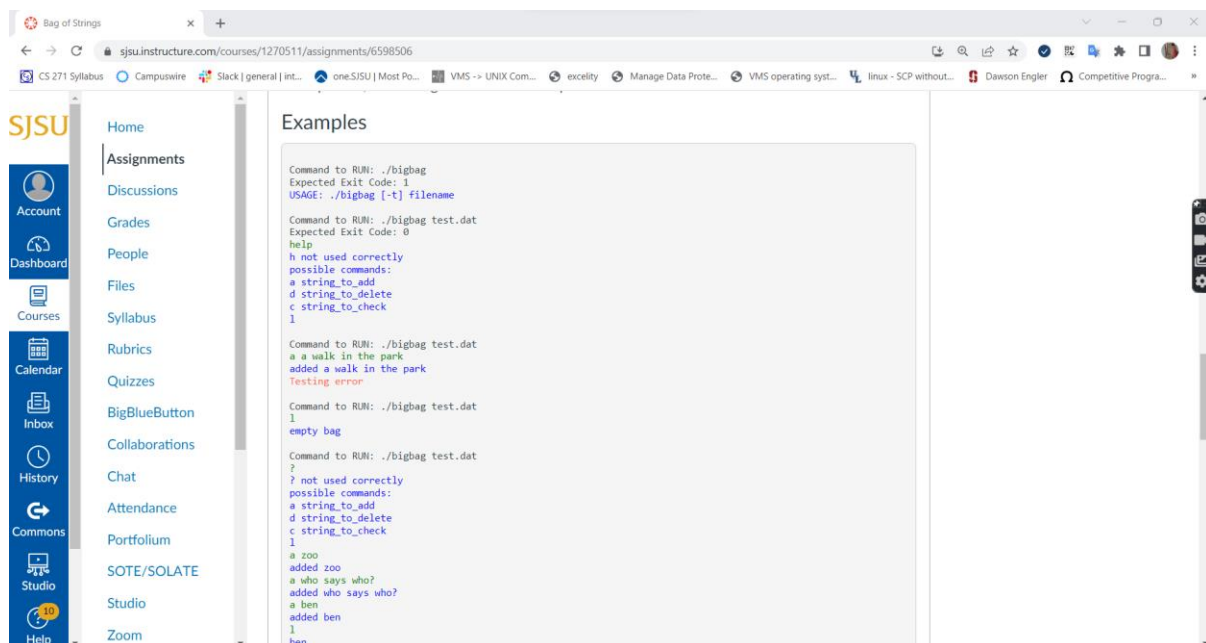 Bag of Strings
sjsu.instructure.com/courses/1270511/assignments/6598506
CS 271 Syllabus
Campuswire
Slack | general | int...
one.SJSU | Most Po...
VMS -> UNIX Com...
excelity
Manage Data Prote...
VMS operating syst...
linux - SCP without...
Dawson Engler
Competitive Progra...
»
SJSU
Account
Dashboard
Courses
Calendar
Inbox
History
Commons
Studio
10
Help
Home
Assignments
Discussions
Grades
People
Files
Syllabus
Rubrics
Quizzes
BigBlueButton
Collaborations
Chat
Attendance
Portfolium
SOTE/SOLATE
Studio
Zoom
Examples
Command to RUN: ./bigbag
Expected Exit Code: 1
USAGE: ./bigbag [-t] filename
Command to RUN: ./bigbag test.dat
Expected Exit Code: 0
help
h not used correctly
possible commands:
a string_to_add
d string_to_delete
c string_to_check
l
Command to RUN: ./bigbag test.dat
a a walk in the park
added a walk in the park
Testing error
Command to RUN: ./bigbag test.dat
l
empty bag
Command to RUN: ./bigbag test.dat
?
? not used correctly
possible commands:
a string_to_add
d string_to_delete
c string_to_check
l
a zoo
added zoo
a who says who?
added who says who?
a ben
added ben
l
ben